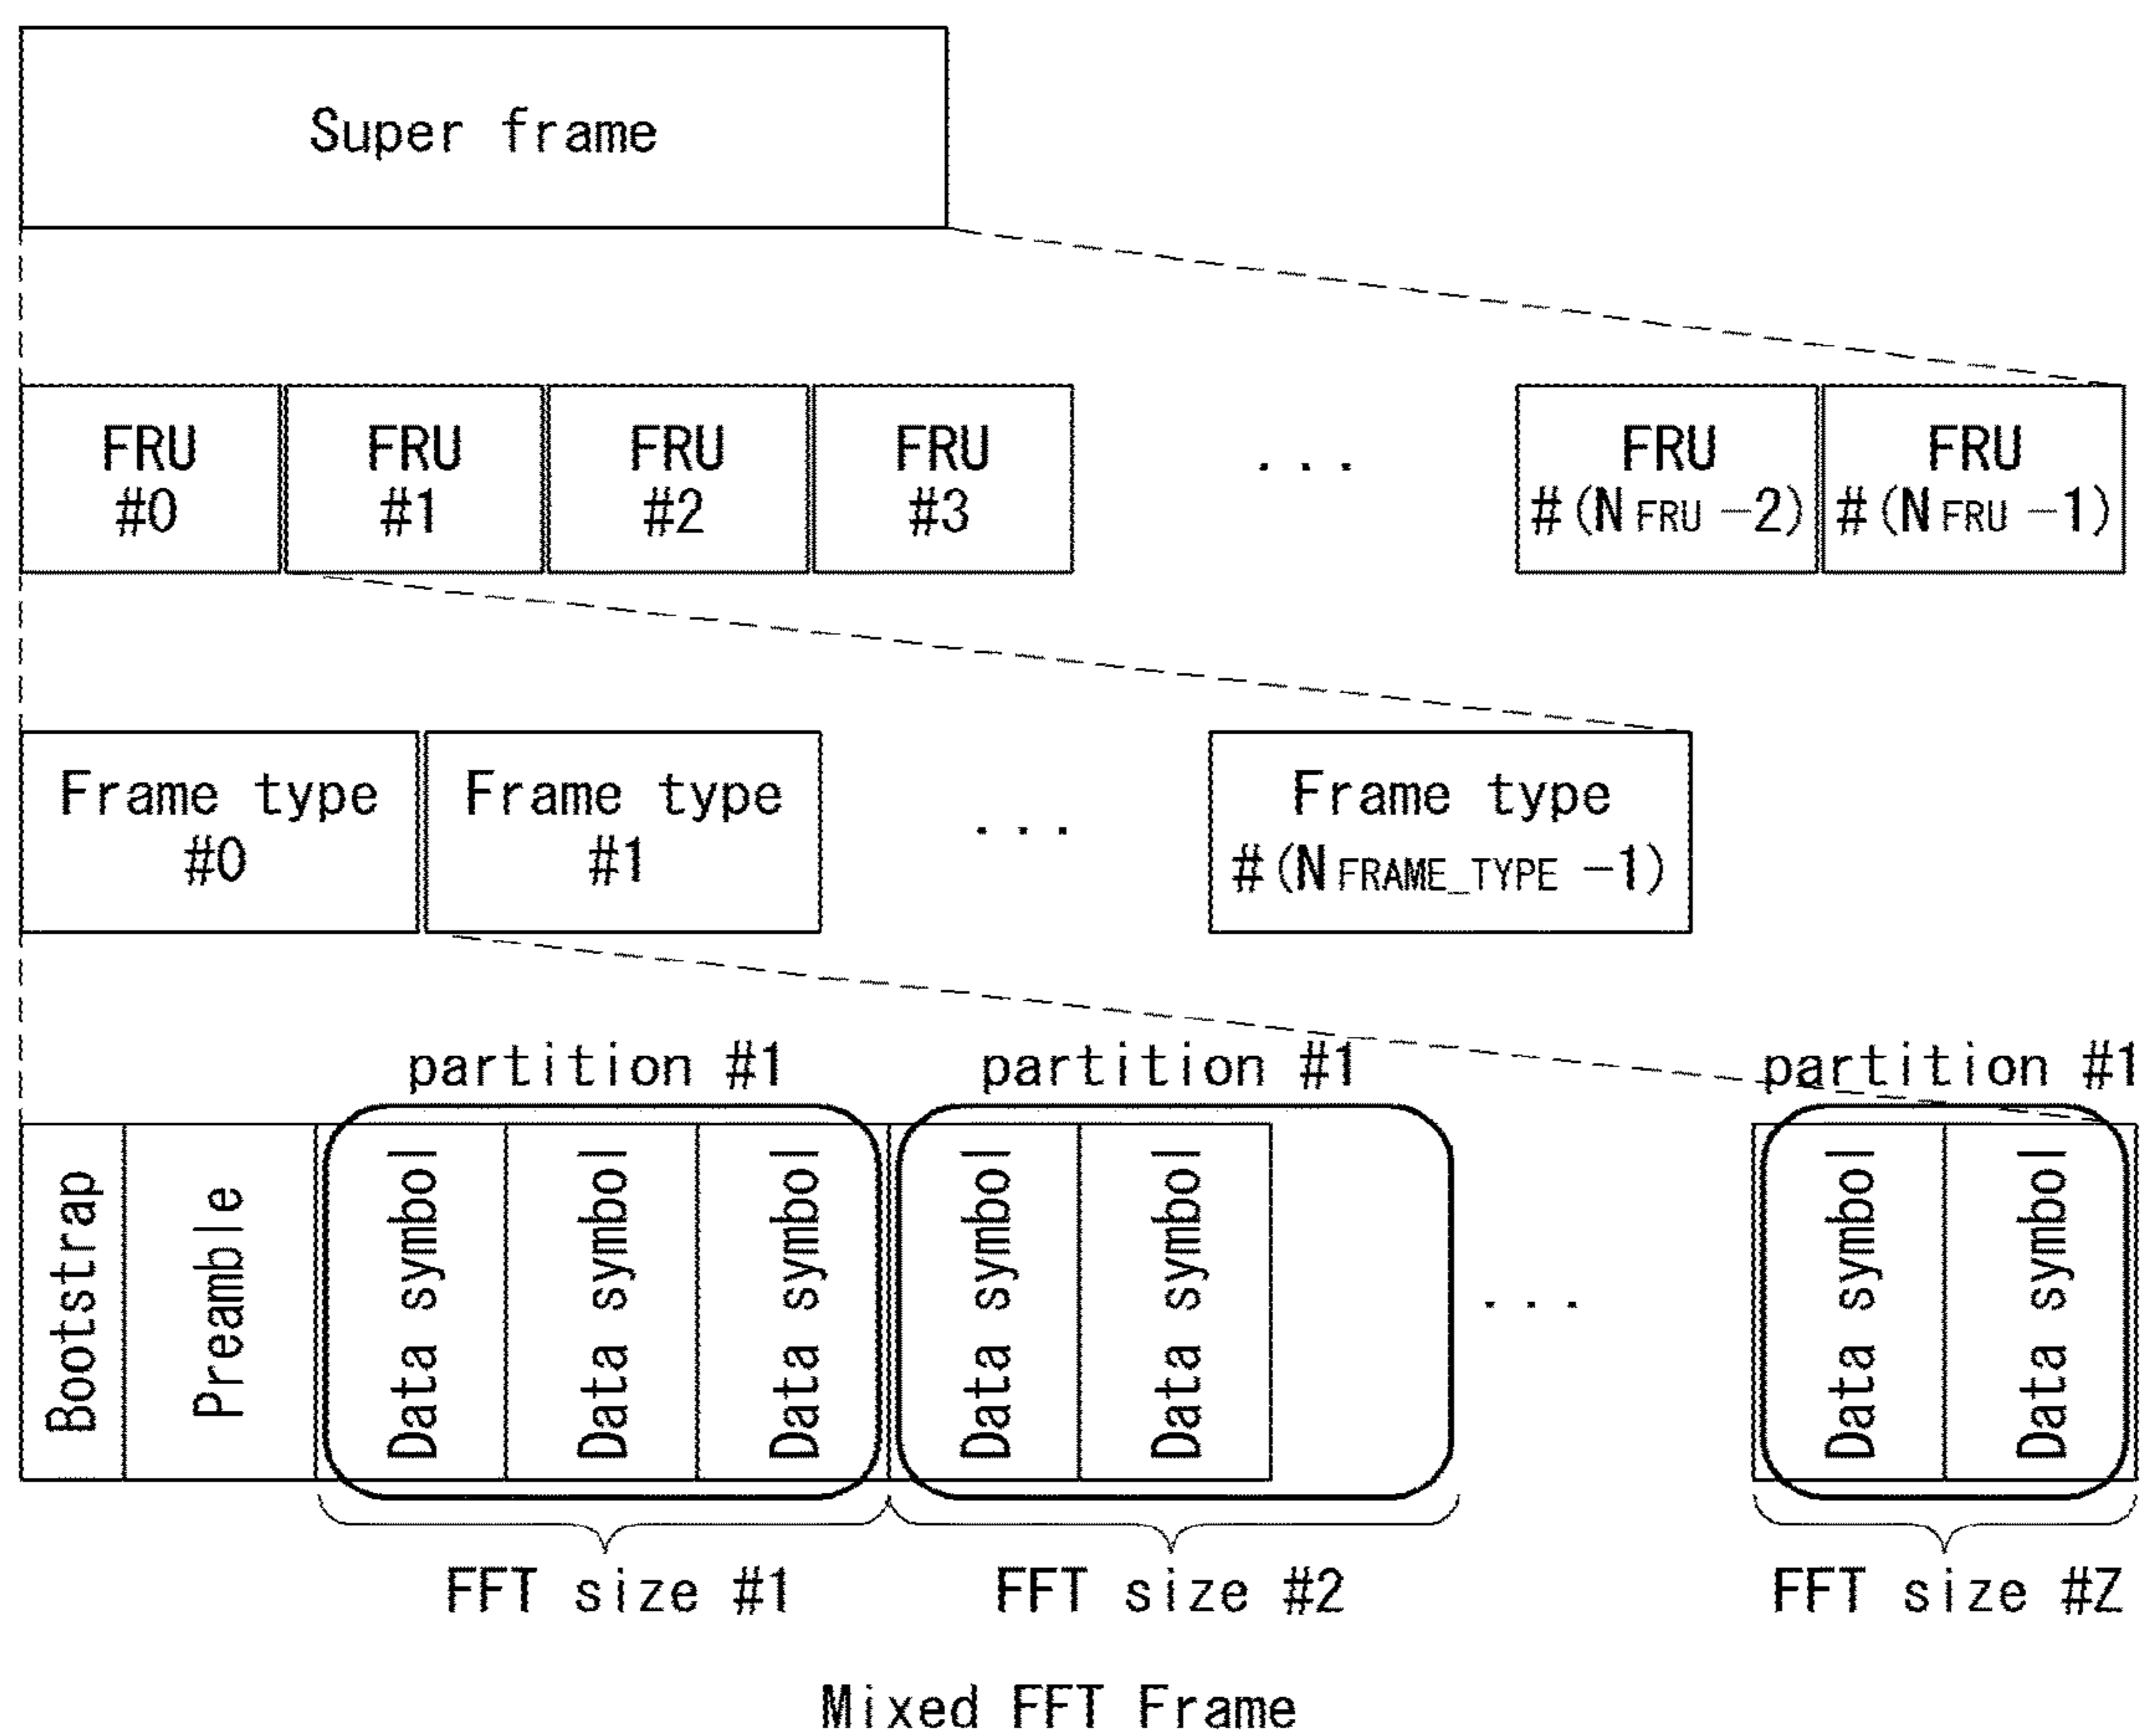 Super frame
FRU FRU FRU FRU ... FRU FRU
#0 #1 #2 #3 #(NFRU -2) #(NFRU -1)
Frame type Frame type ... Frame type
#0 #1 #(NFRAME_TYPE -1)
partition #1 partition #1 partition #1
Bootstrap
Preamble
Data symbol
Data symbol
Data symbol
Data symbol
Data symbol
...
Data symbol
Data symbol
FFT size #1 FFT size #2 FFT size #Z
Mixed FFT Frame